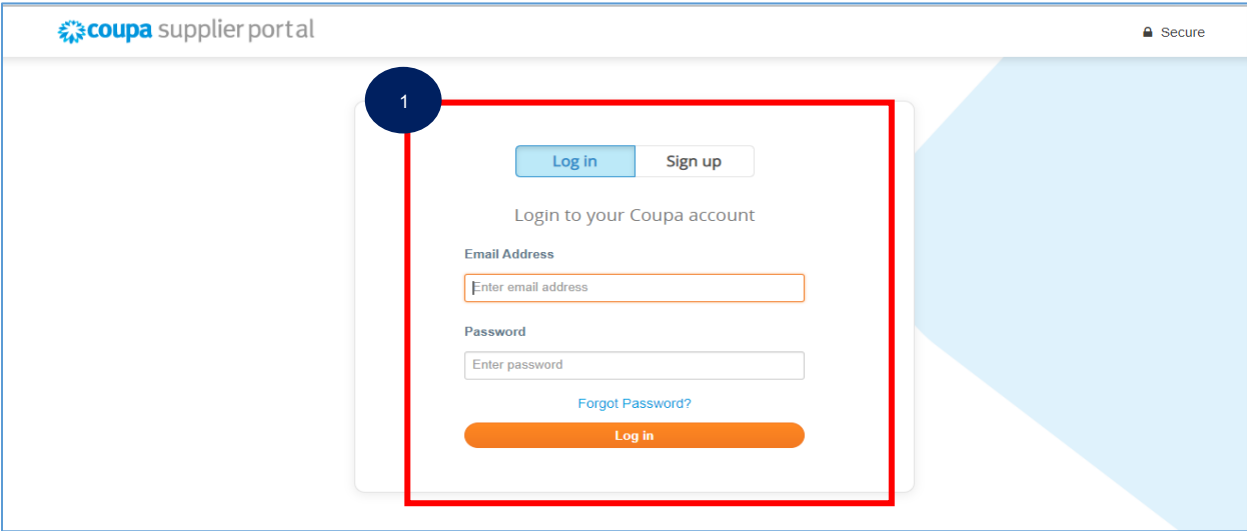 coupa supplier portal
Secure
1
Log in Sign up
Login to your Coupa account
Email Address
Enter email address
Password
Enter password
Forgot Password?
Log in